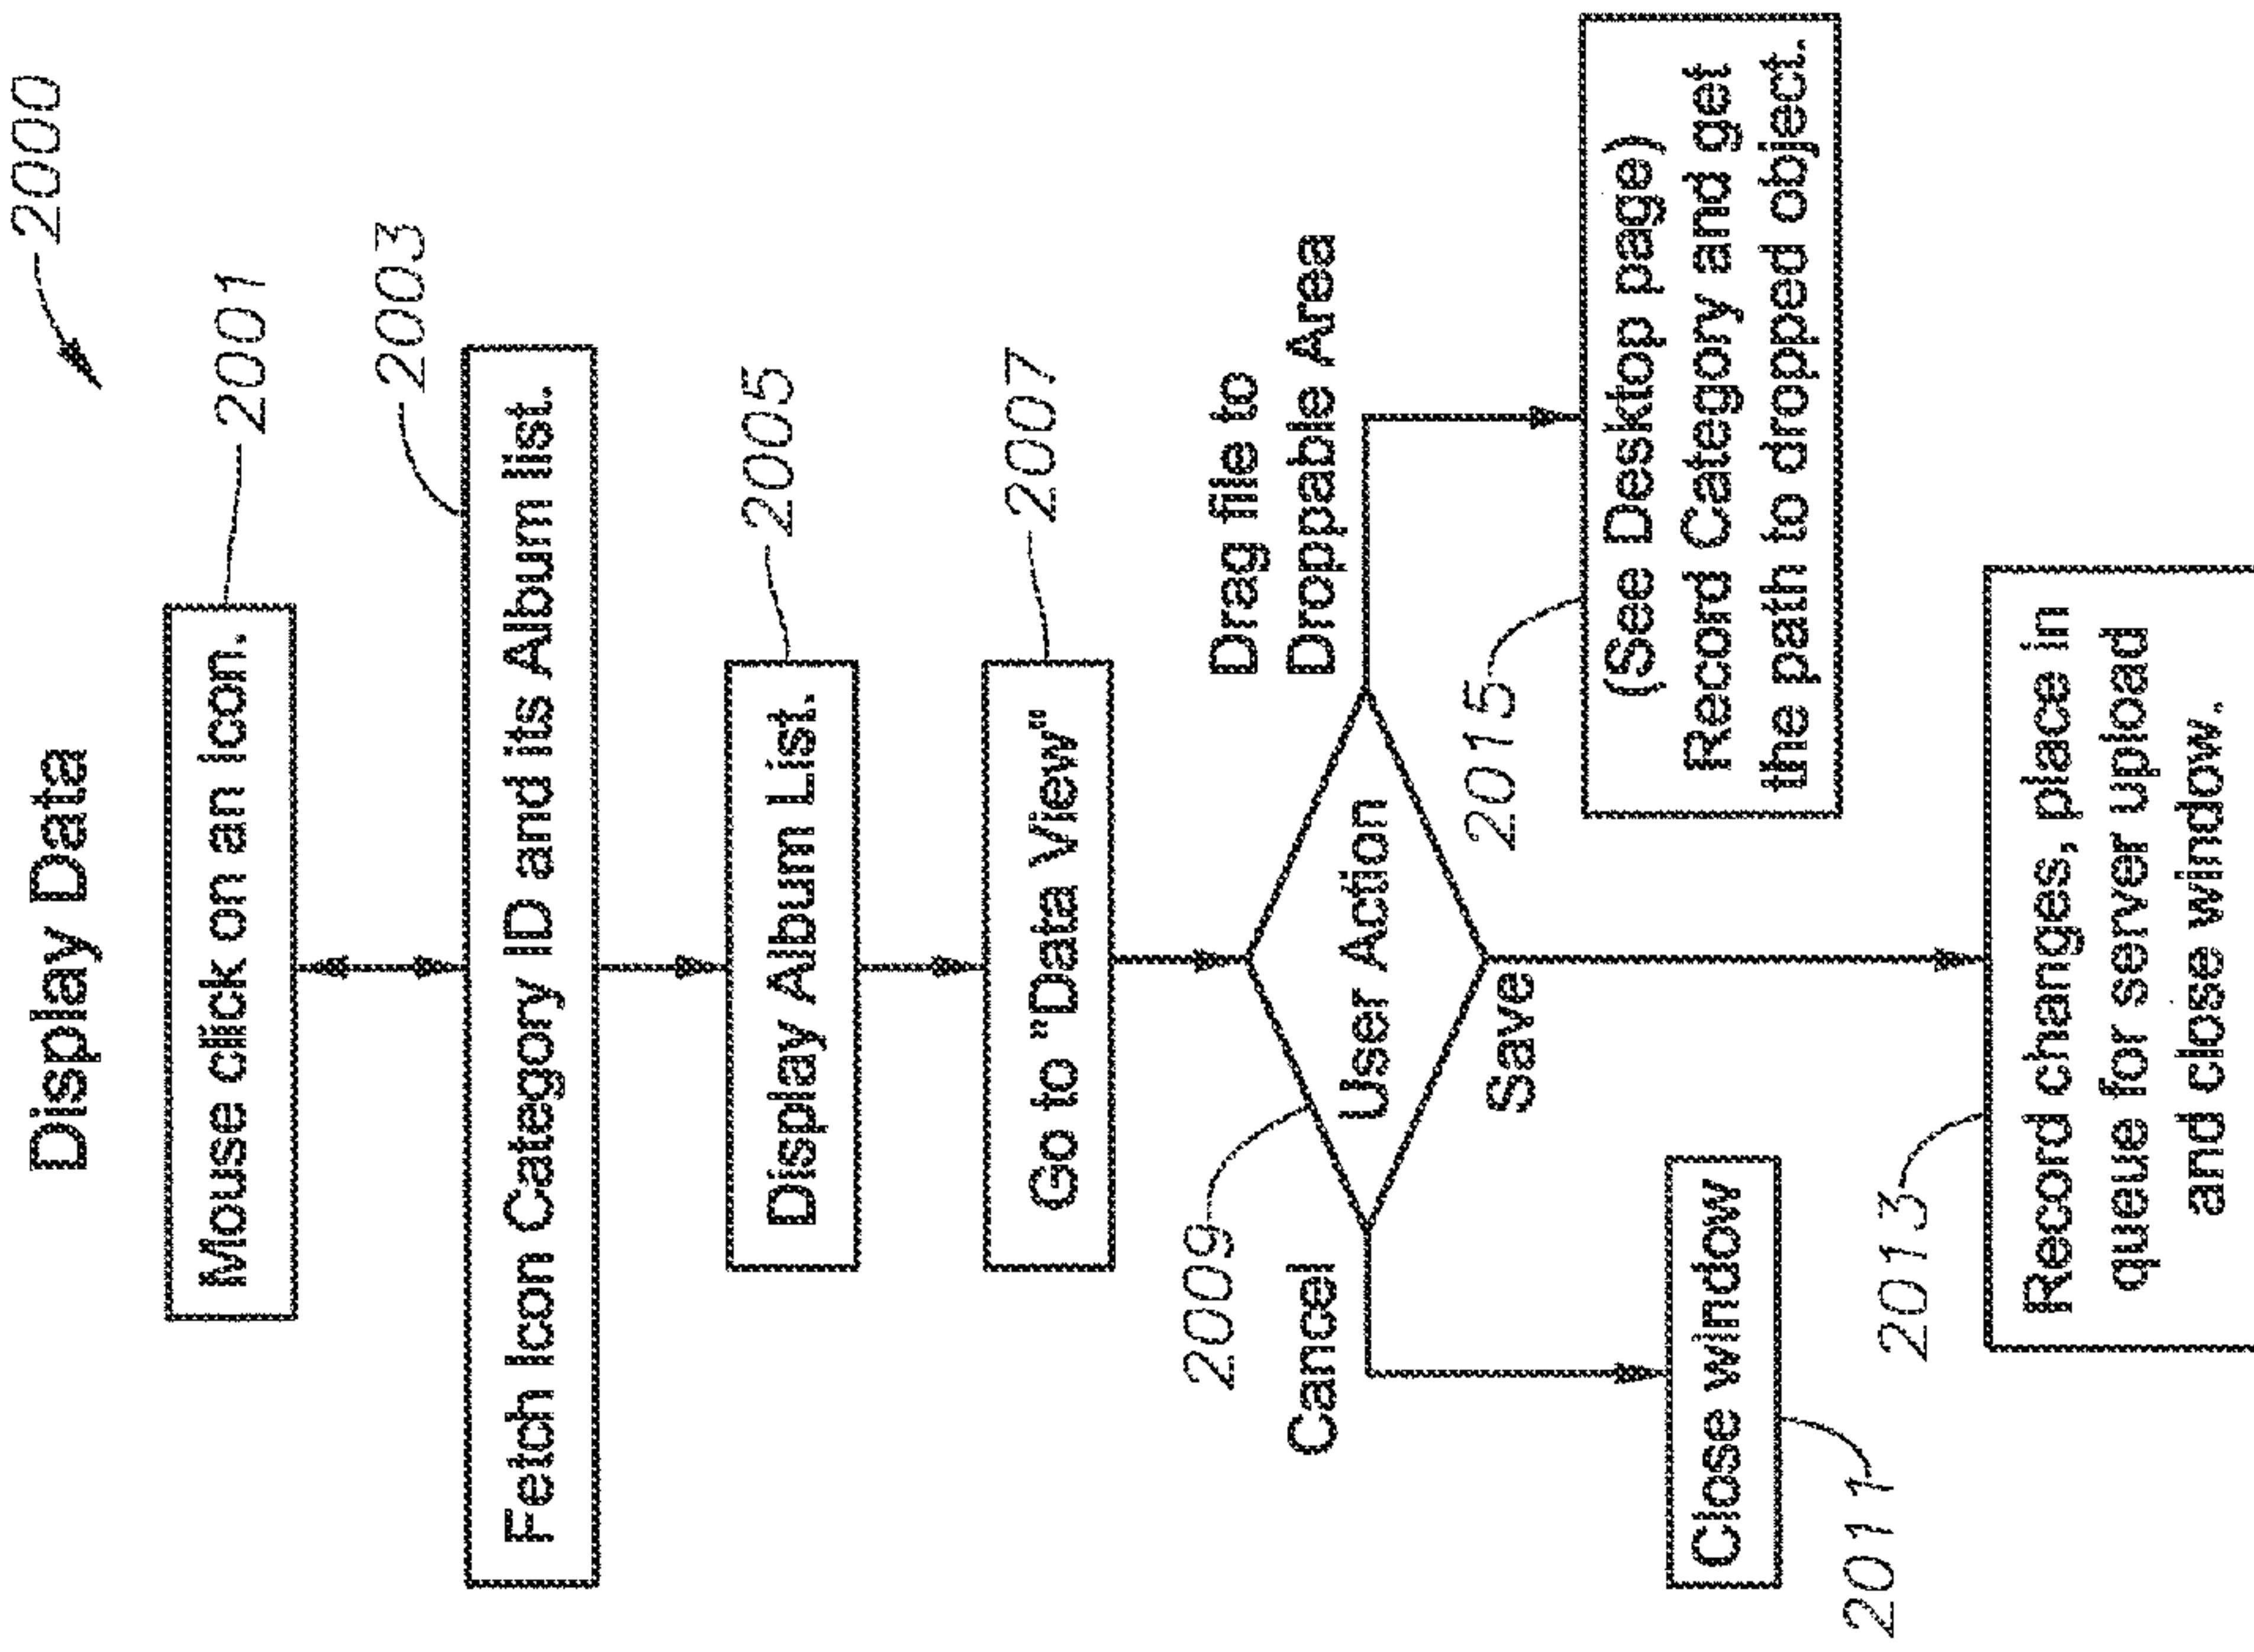 Display Data
2000
Mouse click on an Icon.
2001
Fetch Icon Category ID and its Album list.
2003
Display Album List.
2005
Go to "Data View"
2007
2009
User Action
Cancel
Save
Drag file to
Droppable Area
Close window
2011
2015
(See Desktop page)
Record Category and get
the path to dropped object.
2013
Record changes, place in
queue for server upload
and close window.